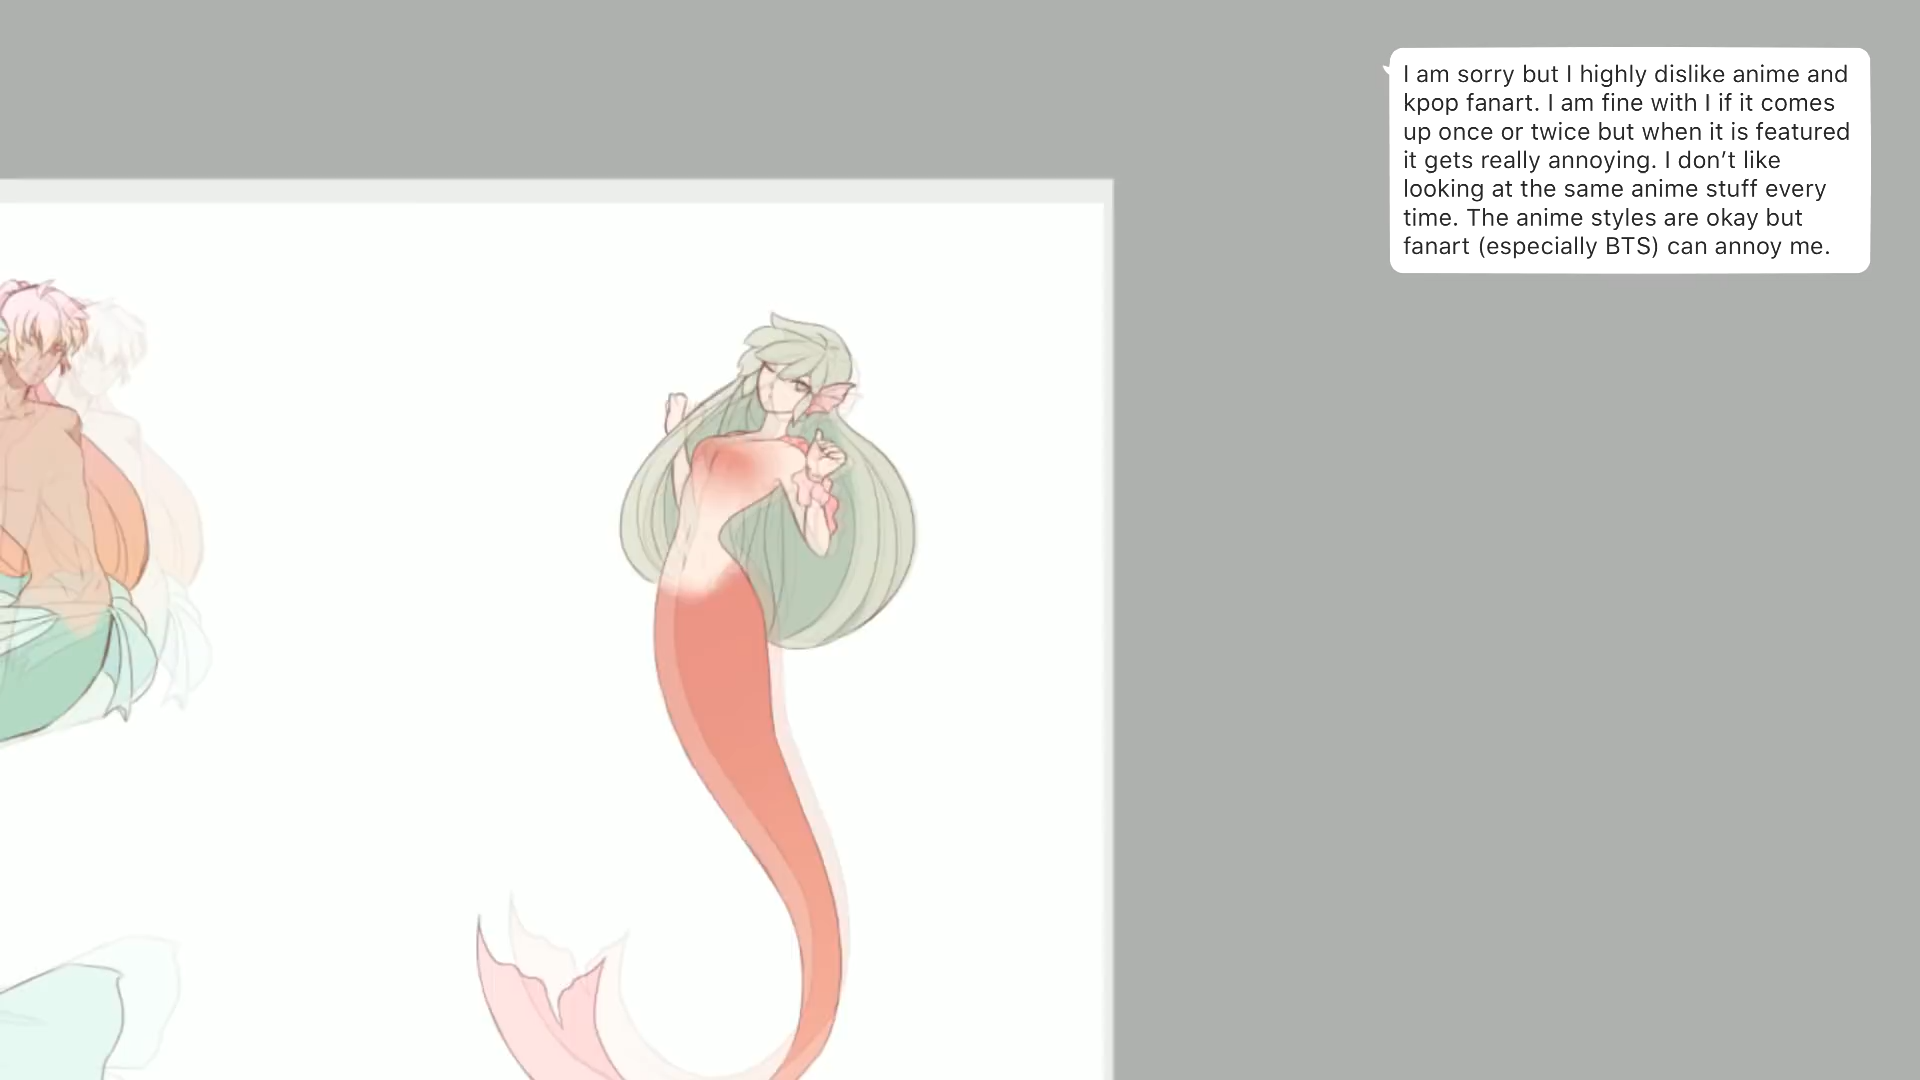 I am sorry but I highly dislike anime and
kpop fanart. I am fine with I if it comes
up once or twice but when it is featured
it gets really annoying. I don’t like
looking at the same anime stuff every
time. The anime styles are okay but
fanart (especially BTS) can annoy me.